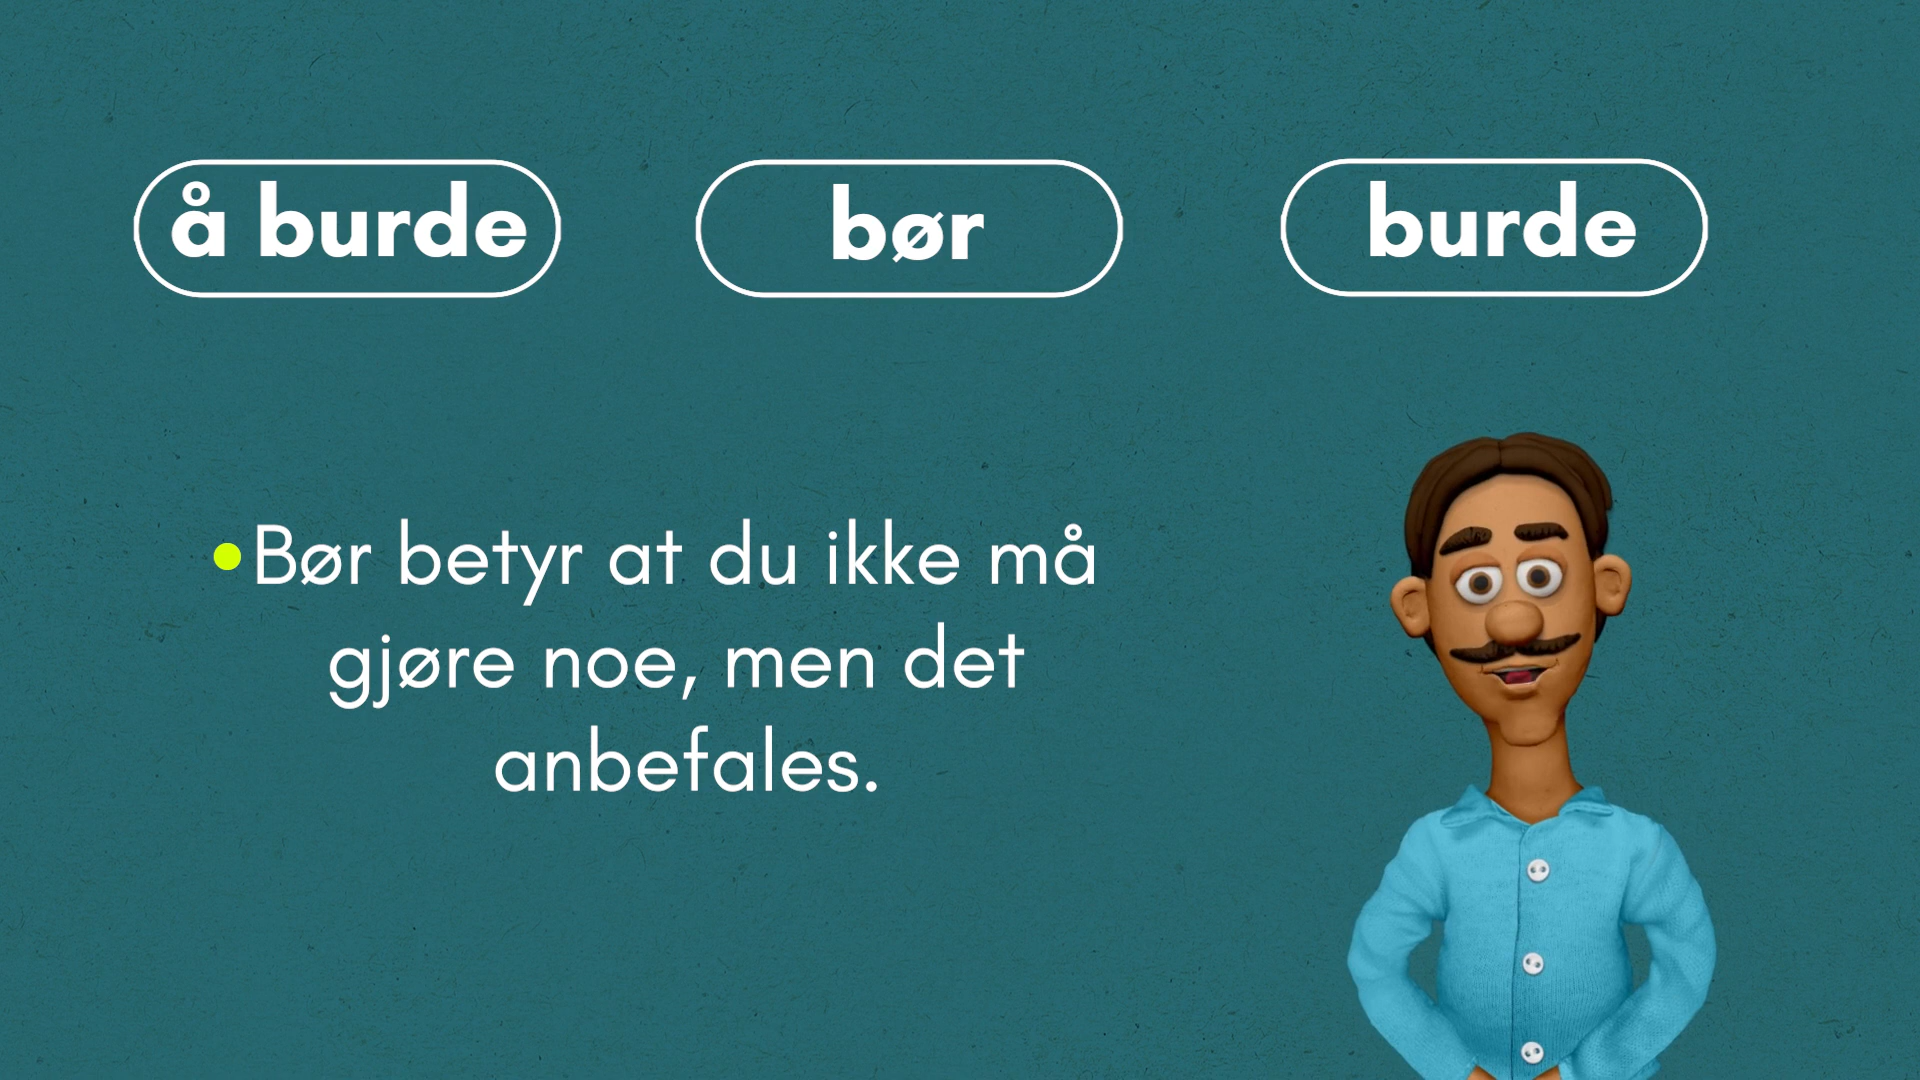 å burde
bør
burde
Bør betyr at du ikke må
gjøre noe, men det
anbefales.